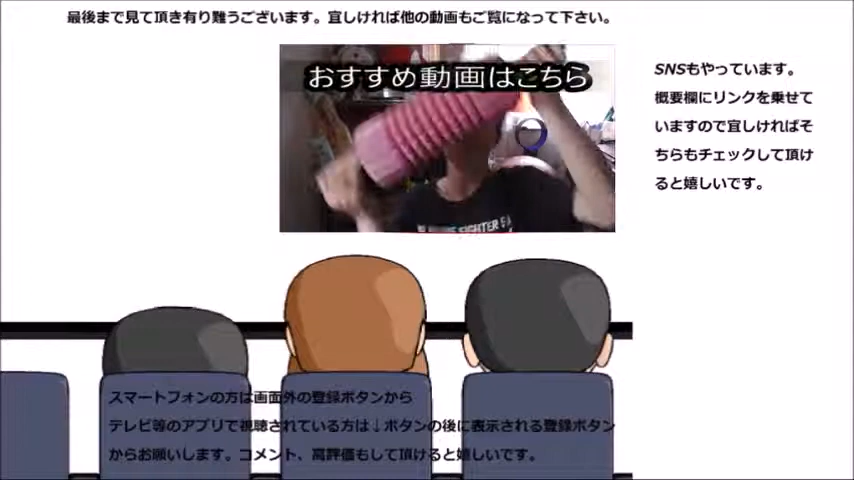 最後まで見て頂き有り難うございます。宜しければ他の動画もご覧になって下さい。
おすすめ動画はこちら
SNSもやっています。
概要欄にリンクを乗せて
いますので宜しければそ
ちらもチェックして頂け
ると嬉しいです。
スマートフォンの方は画面外の登録ボタンから
テレビ等のアプリで視聴されている方は↓ボタンの後に表示される登録ボタン
からお願いします。コメント、高評価もして頂けると嬉しいです。